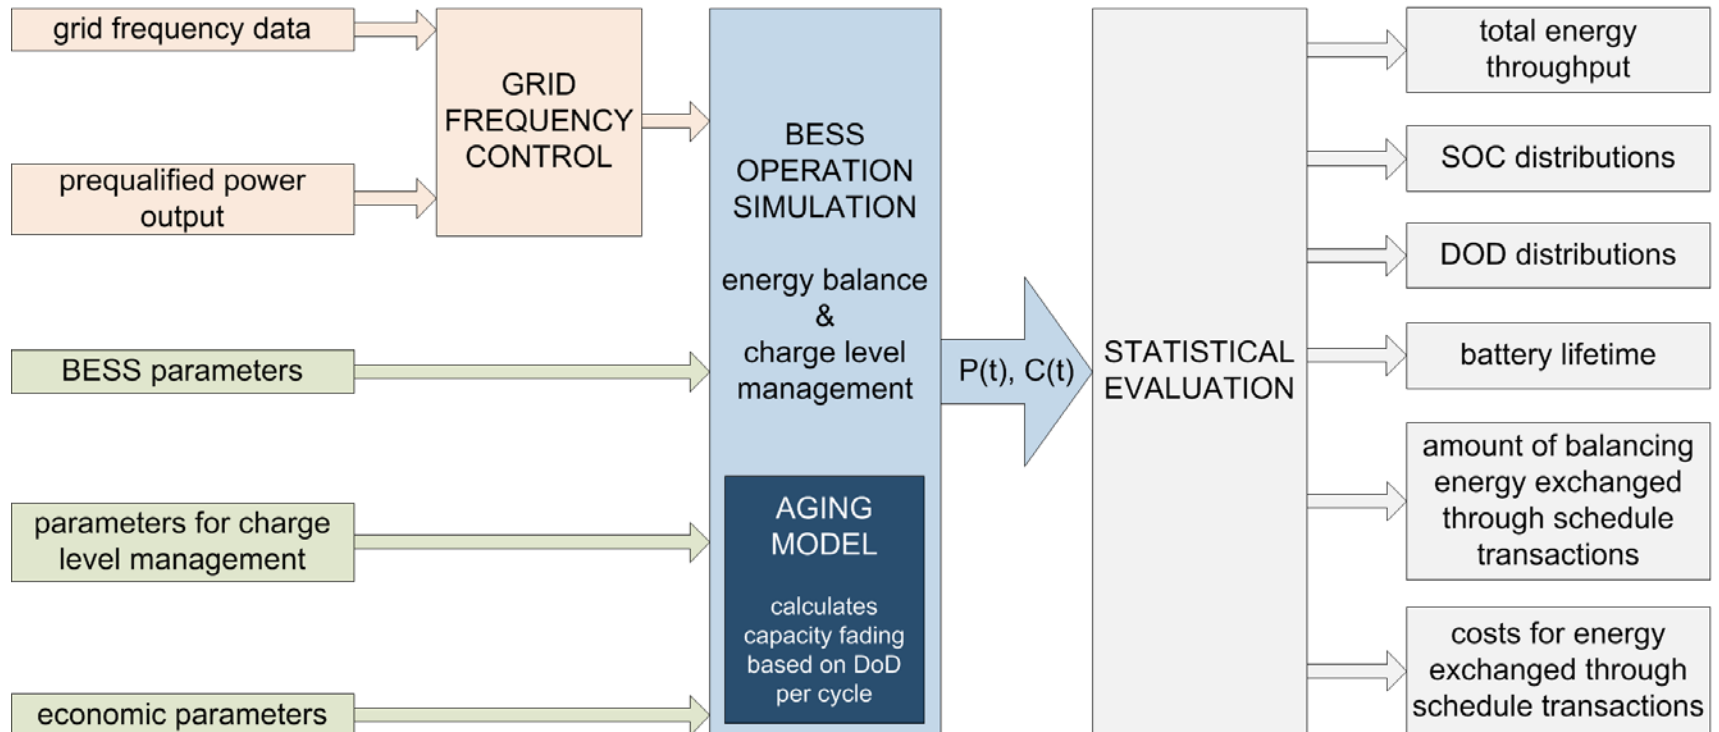 grid frequency data
prequalified power
output
GRID
FREQUENCY
CONTROL
BESS parameters
parameters for charge
level management
economic parameters
BESS
OPERATION
SIMULATION
energy balance
&
charge level
management
AGING
MODEL
calculates
capacity fading
based on DoD
per cycle
P(t), C(t)
STATISTICAL
EVALUATION
total energy
throughput
SOC distributions
DOD distributions
battery lifetime
amount of balancing
energy exchanged
through schedule
transactions
costs for energy
exchanged through
schedule transactions